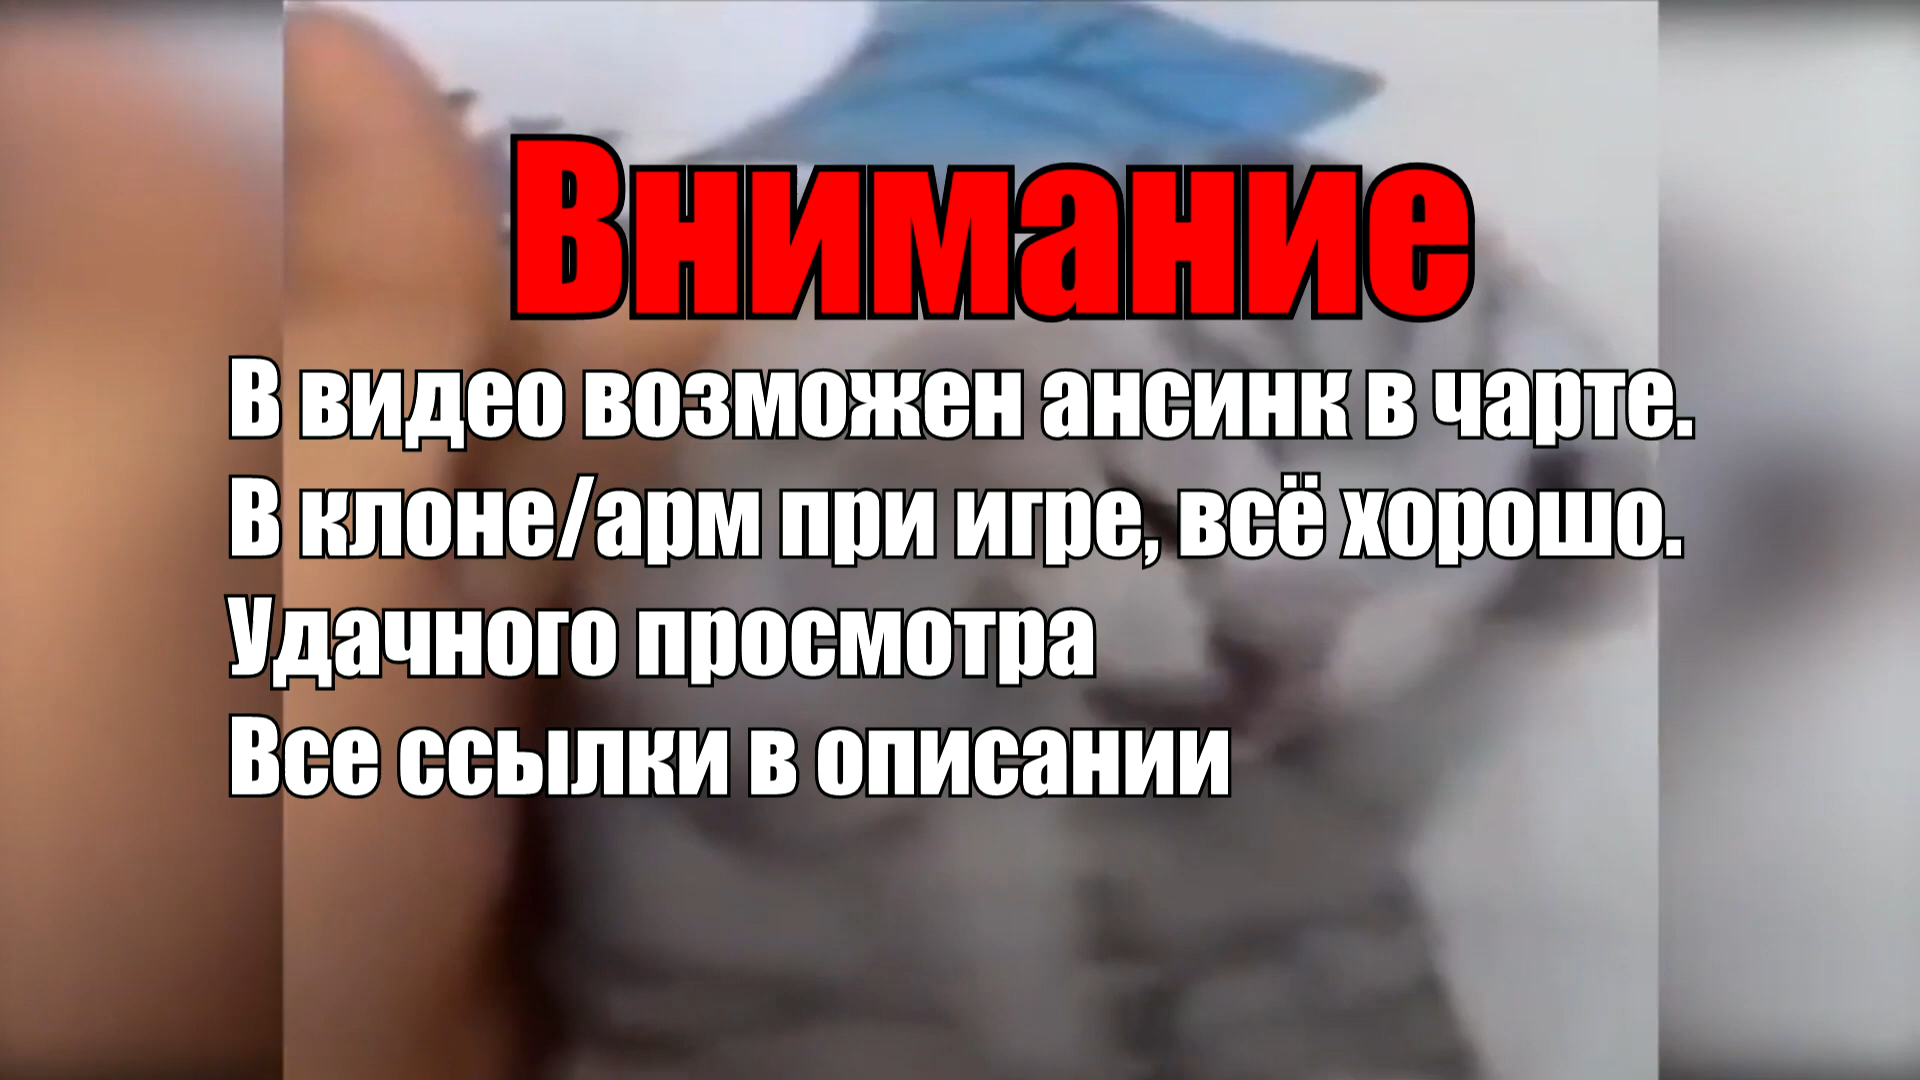 Внимание
В видео возможен ансинк в чарте.
В клоне/арм при игре, всё хорошо.
Удачного просмотра
Все ссылки в описании